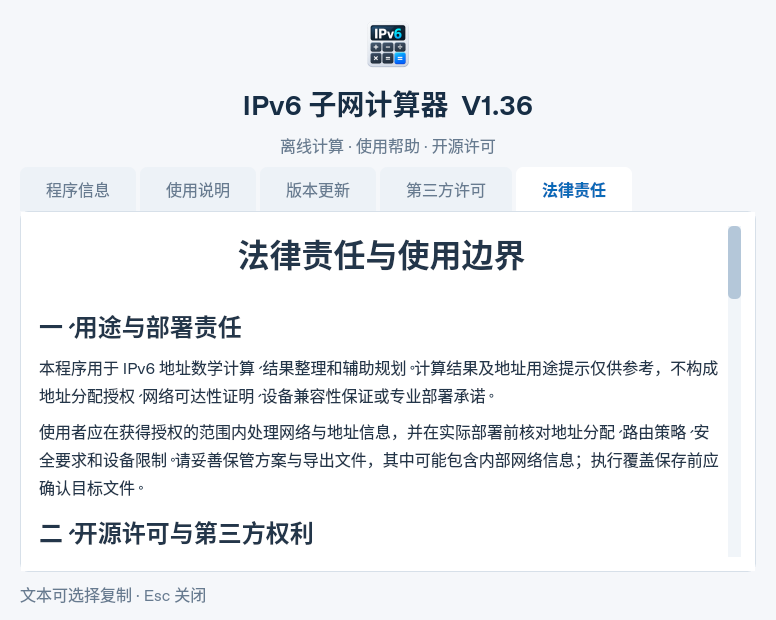 IPv6
IPv6 子网计算器 V1.36
离线计算 · 使用帮助 · 开源许可
程序信息 使用说明 版本更新 第三方许可 法律责任
法律责任与使用边界
一、用途与部署责任
本程序用于 IPv6 地址数学计算、结果整理和辅助规划。计算结果及地址用途提示仅供参考，不构成
地址分配授权、网络可达性证明、设备兼容性保证或专业部署承诺。
使用者应在获得授权的范围内处理网络与地址信息，并在实际部署前核对地址分配、路由策略、安
全要求和设备限制。请妥善保管方案与导出文件，其中可能包含内部网络信息；执行覆盖保存前应
确认目标文件。
二、开源许可与第三方权利
文本可选择复制 · Esc 关闭